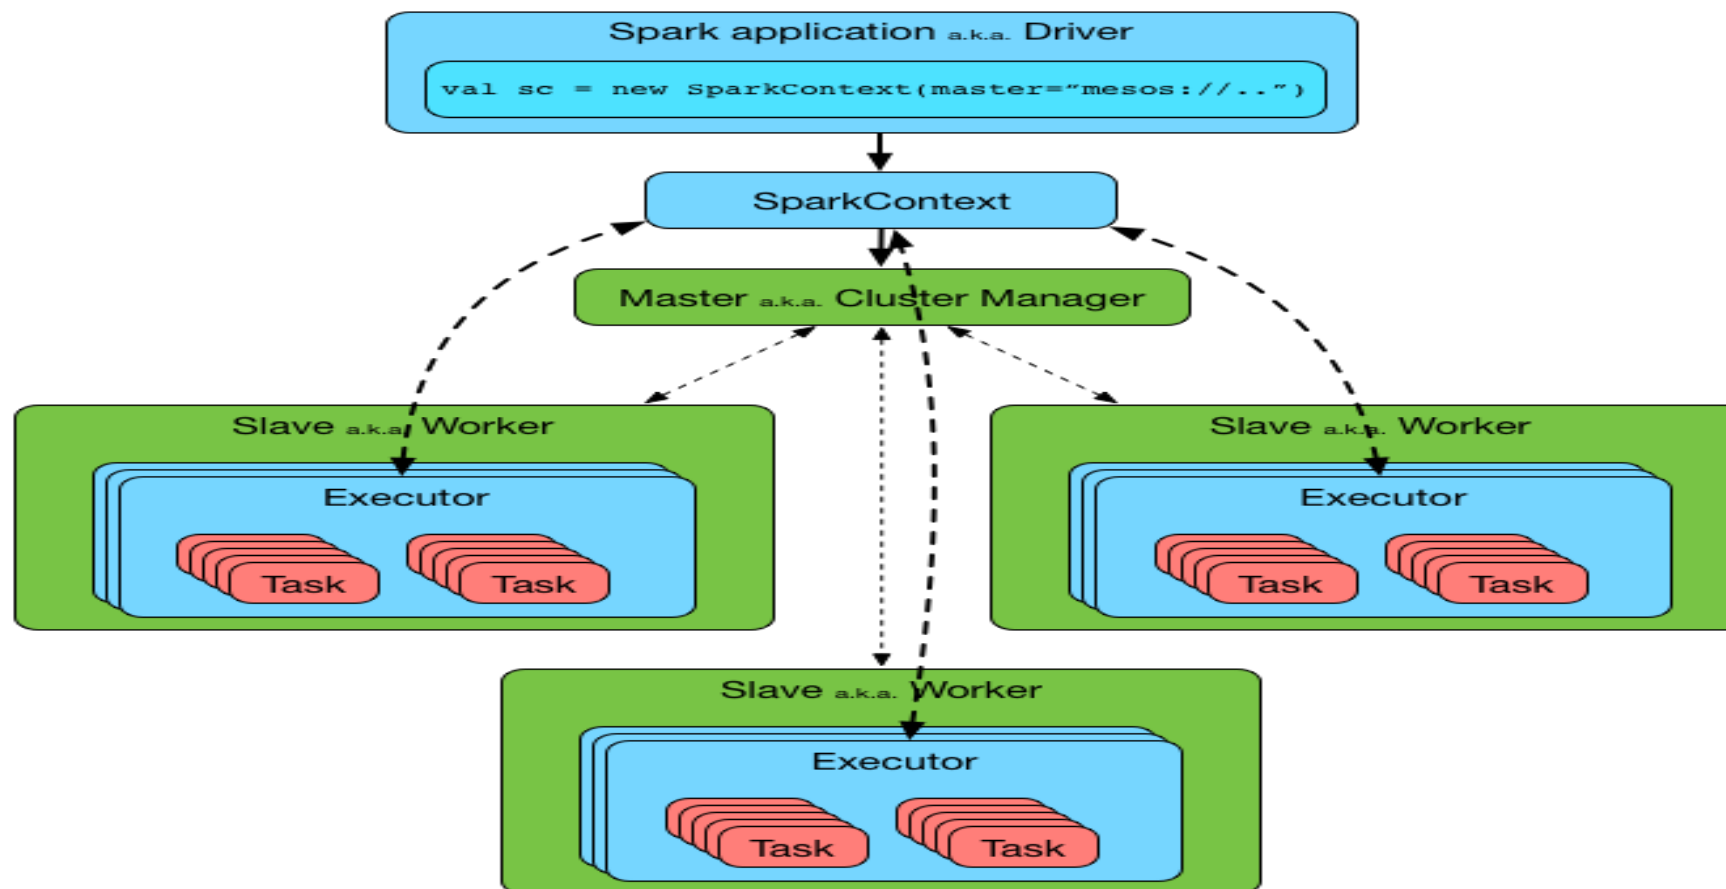 Spark application a.k.a. Driver
val sc = new SparkContext(master="mesos://..")
SparkContext
Master a.k.a. Cluster Manager
Slave a.k.a. Worker
Executor
Task Task
Slave a.k.a. Worker
Executor
Task Task
Slave a.k.a. Worker
Executor
Task Task